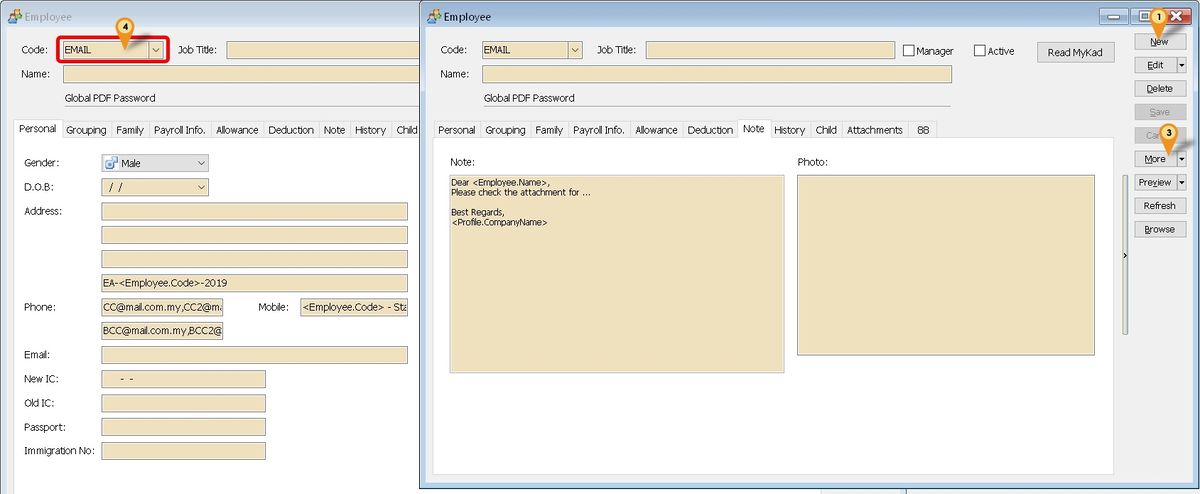 Employee
4
Code: EMAIL Job Title:
Name:
Global PDF Password
Personal Grouping Family Payroll Info. Allowance Deduction Note History Child
Gender: Male
D.O.B: / /
Address:
EA-<Employee.Code>-2019
Phone: CC@mail.com.my,CC2@m Mobile: <Employee.Code> - Sta
BCC@mail.com.my,BCC2@
Email:
New IC: - -
Old IC:
Passport:
Immigration No:
Employee
Code: EMAIL Job Title: Manager Active Read MyKad
Name:
Global PDF Password
Personal Grouping Family Payroll Info. Allowance Deduction Note History Child Attachments 88
Note: Photo:
Dear <Employee.Name>,
Please check the attachment for ...
Best Regards,
<Profile.CompanyName>
1
New
Edit
Delete
Save
3
More
Preview
Refresh
Browse